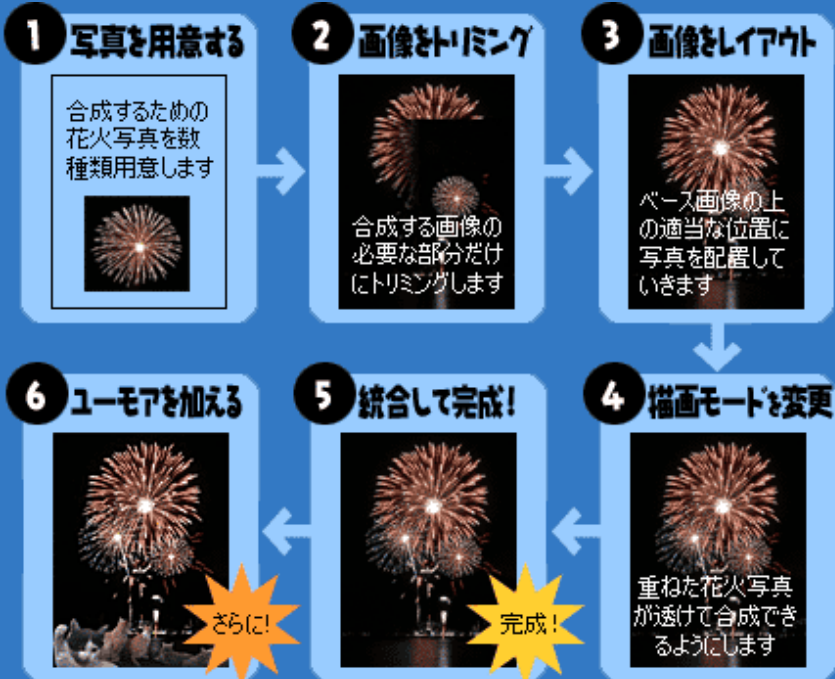 1 写真を用意する
合成するための
花火写真を数
種類用意します
2 画像をトリミング
合成する画像の
必要な部分だけ
にトリミングします
3 画像をレイアウト
ベース画像の上
の適当な位置に
写真を配置して
いきます
4 描画モードを変更
重ねた花火写真
が透けて合成でき
るようにします
5 統合して完成!
完成!
6 ユーモアを加える
さらに!